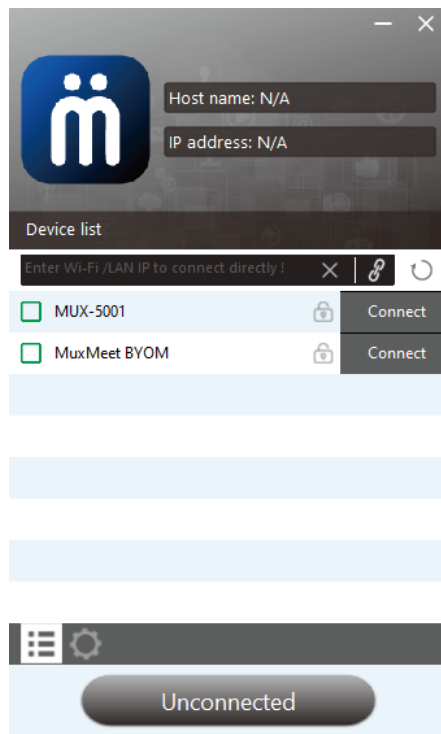 Host name: N/A
IP address: N/A
Device list
Enter Wi-Fi /LAN IP to connect directly !
MUX-5001 Connect
MuxMeet BYOM Connect
Unconnected